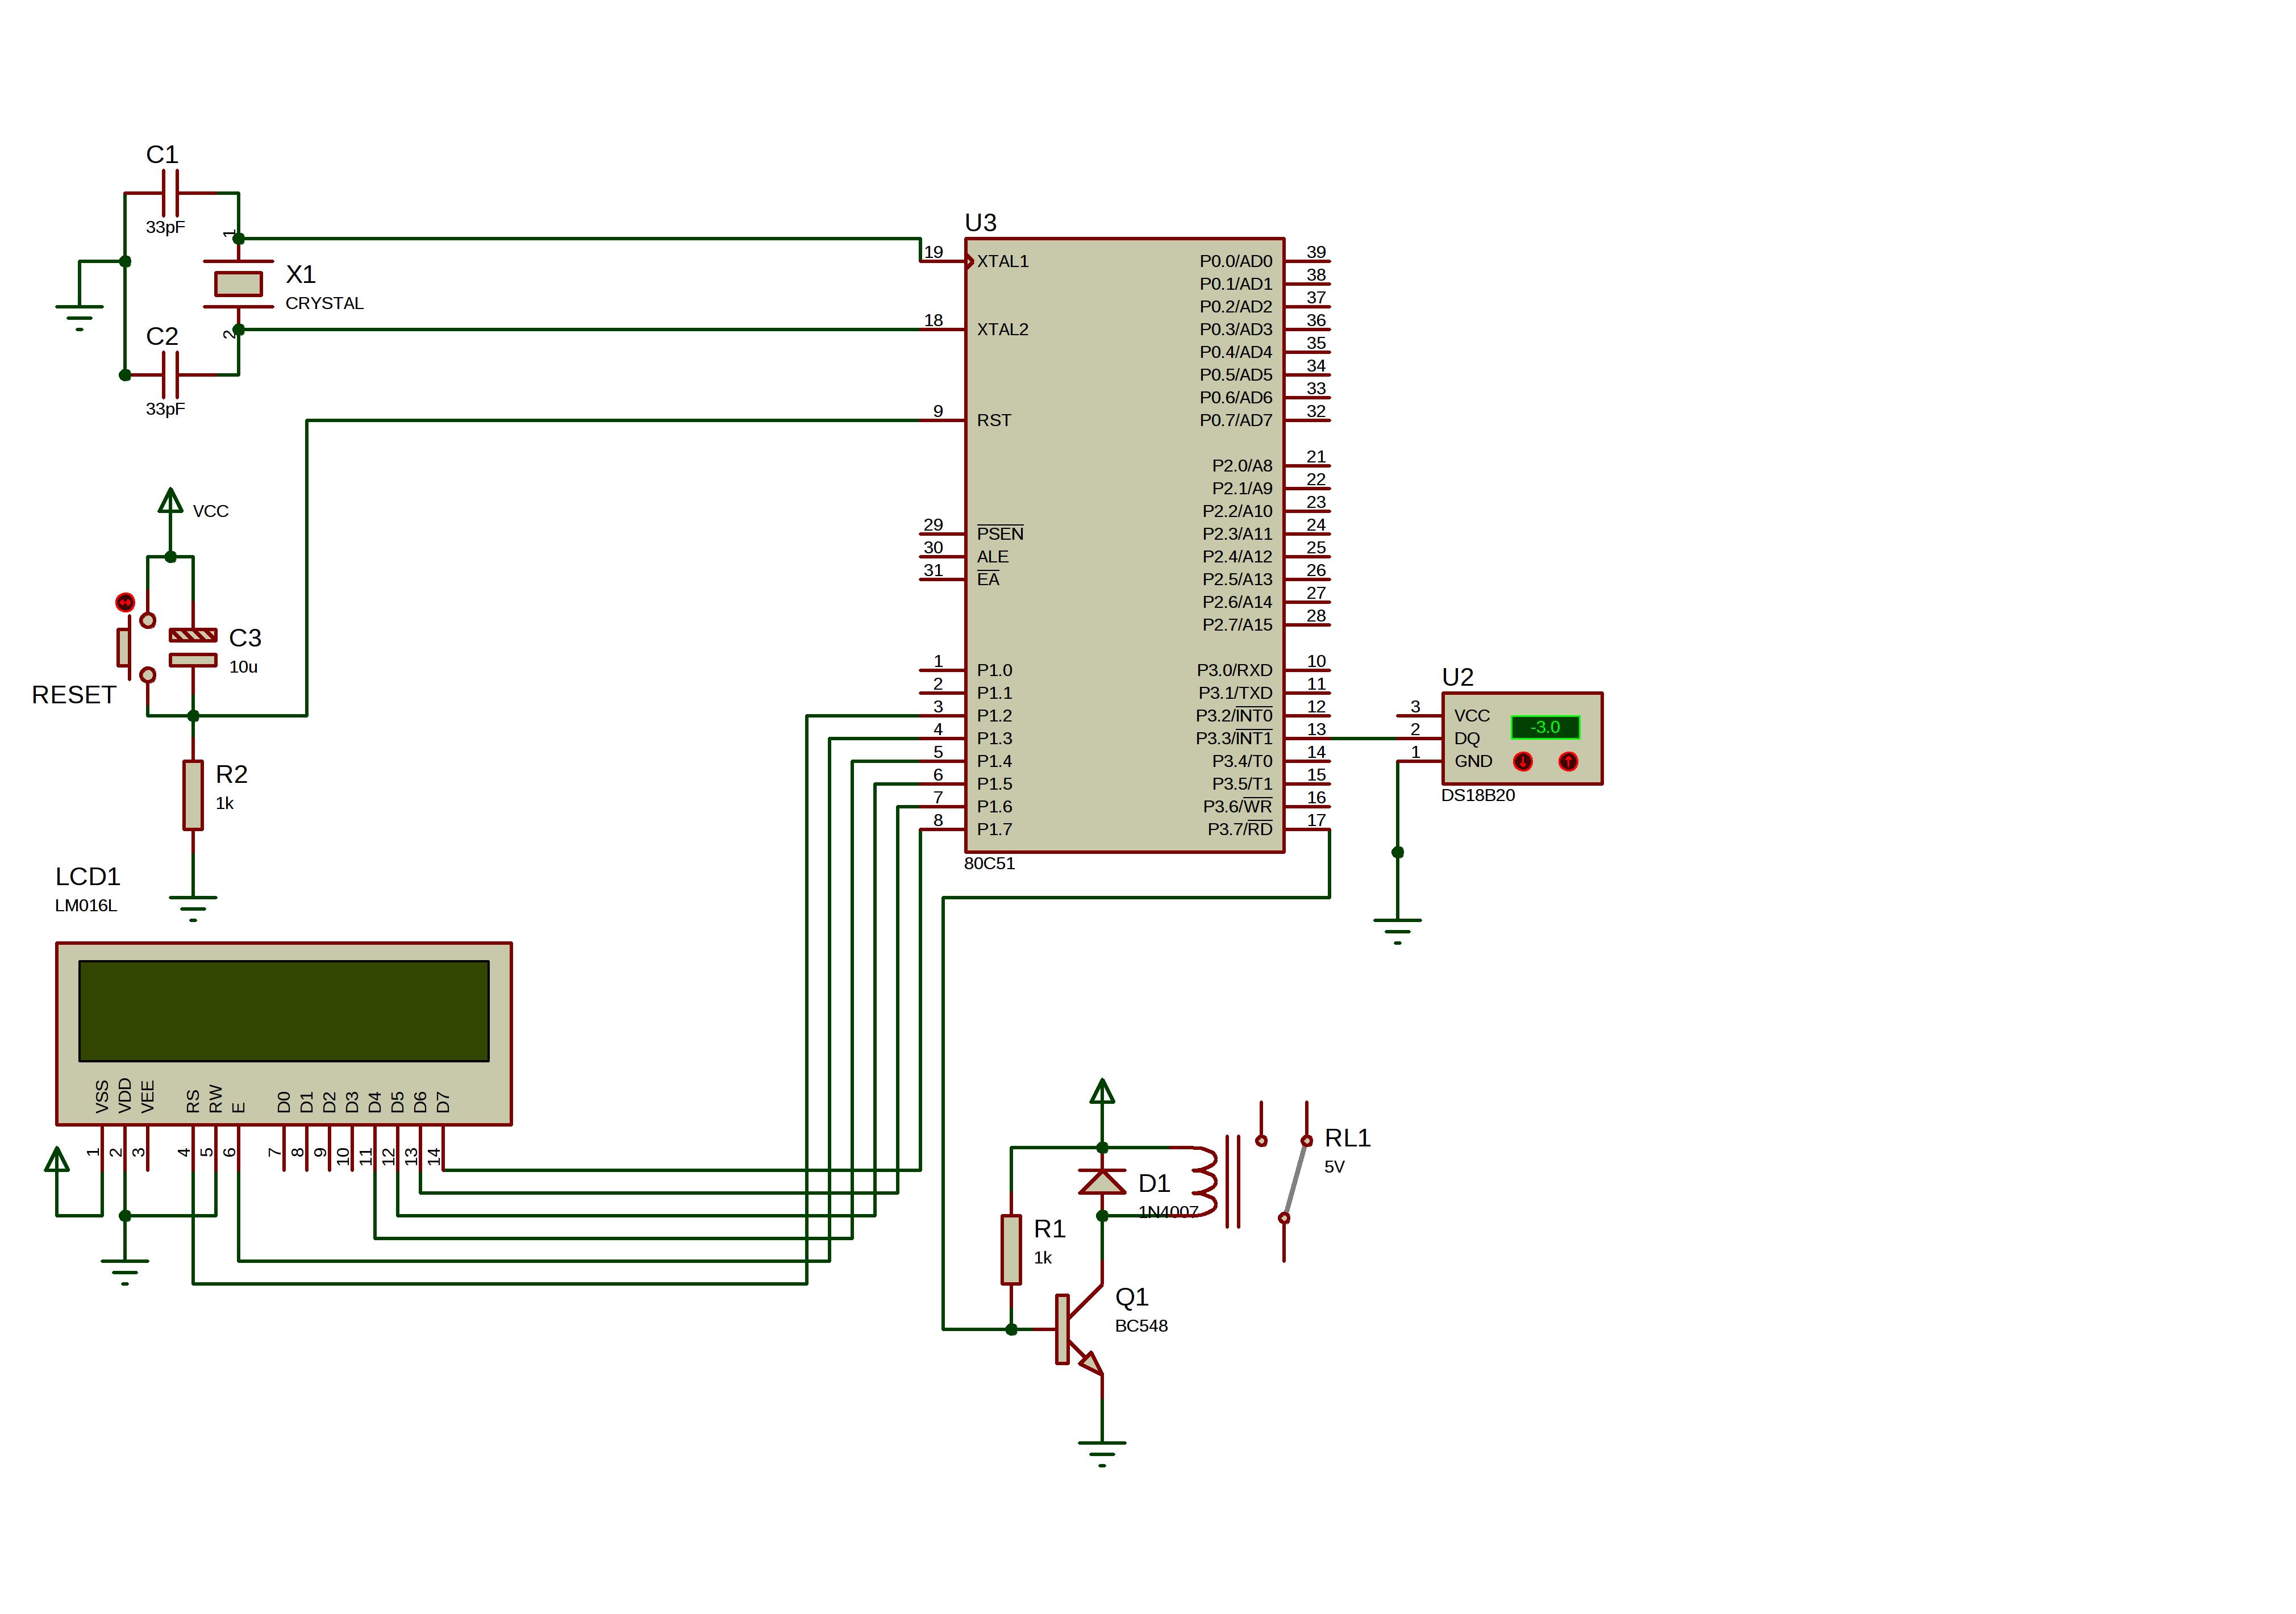 C1
33pF
1
X1
CRYSTAL
2
C2
33pF
VCC
RESET
C3
10u
R2
1k
U3
19 XTAL1
18 XTAL2
9 RST
29 PSEN
30 ALE
31 EA
1 P1.0
2 P1.1
3 P1.2
4 P1.3
5 P1.4
6 P1.5
7 P1.6
8 P1.7
P0.0/AD0 39
P0.1/AD1 38
P0.2/AD2 37
P0.3/AD3 36
P0.4/AD4 35
P0.5/AD5 34
P0.6/AD6 33
P0.7/AD7 32
P2.0/A8 21
P2.1/A9 22
P2.2/A10 23
P2.3/A11 24
P2.4/A12 25
P2.5/A13 26
P2.6/A14 27
P2.7/A15 28
P3.0/RXD 10
P3.1/TXD 11
P3.2/INT0 12
P3.3/INT1 13
P3.4/T0 14
P3.5/T1 15
P3.6/WR 16
P3.7/RD 17
80C51
U2
3 VCC
2 DQ
1 GND
-3.0
DS18B20
LCD1
LM016L
VSS VDD VEE RS RW E D0 D1 D2 D3 D4 D5 D6 D7
1 2 3 4 5 6 7 8 9 10 11 12 13 14
RL1
5V
D1
1N4007
R1
1k
Q1
BC548